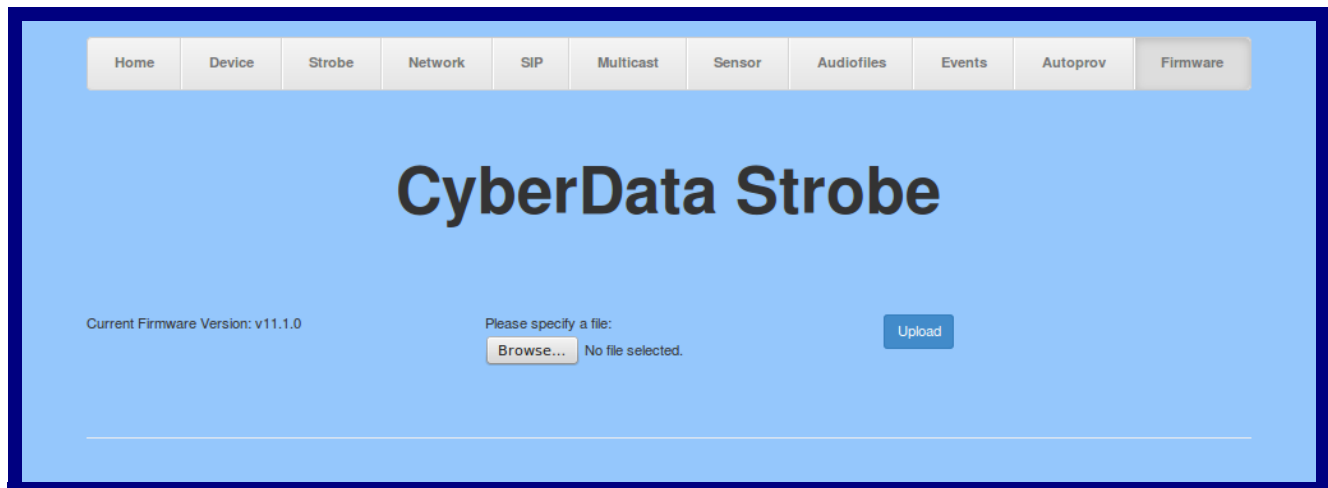 Home Device Strobe Network SIP Multicast Sensor Audiofiles Events Autoprov Firmware
CyberData Strobe
Current Firmware Version: v11.1.0 Please specify a file: Upload
Browse... No file selected.